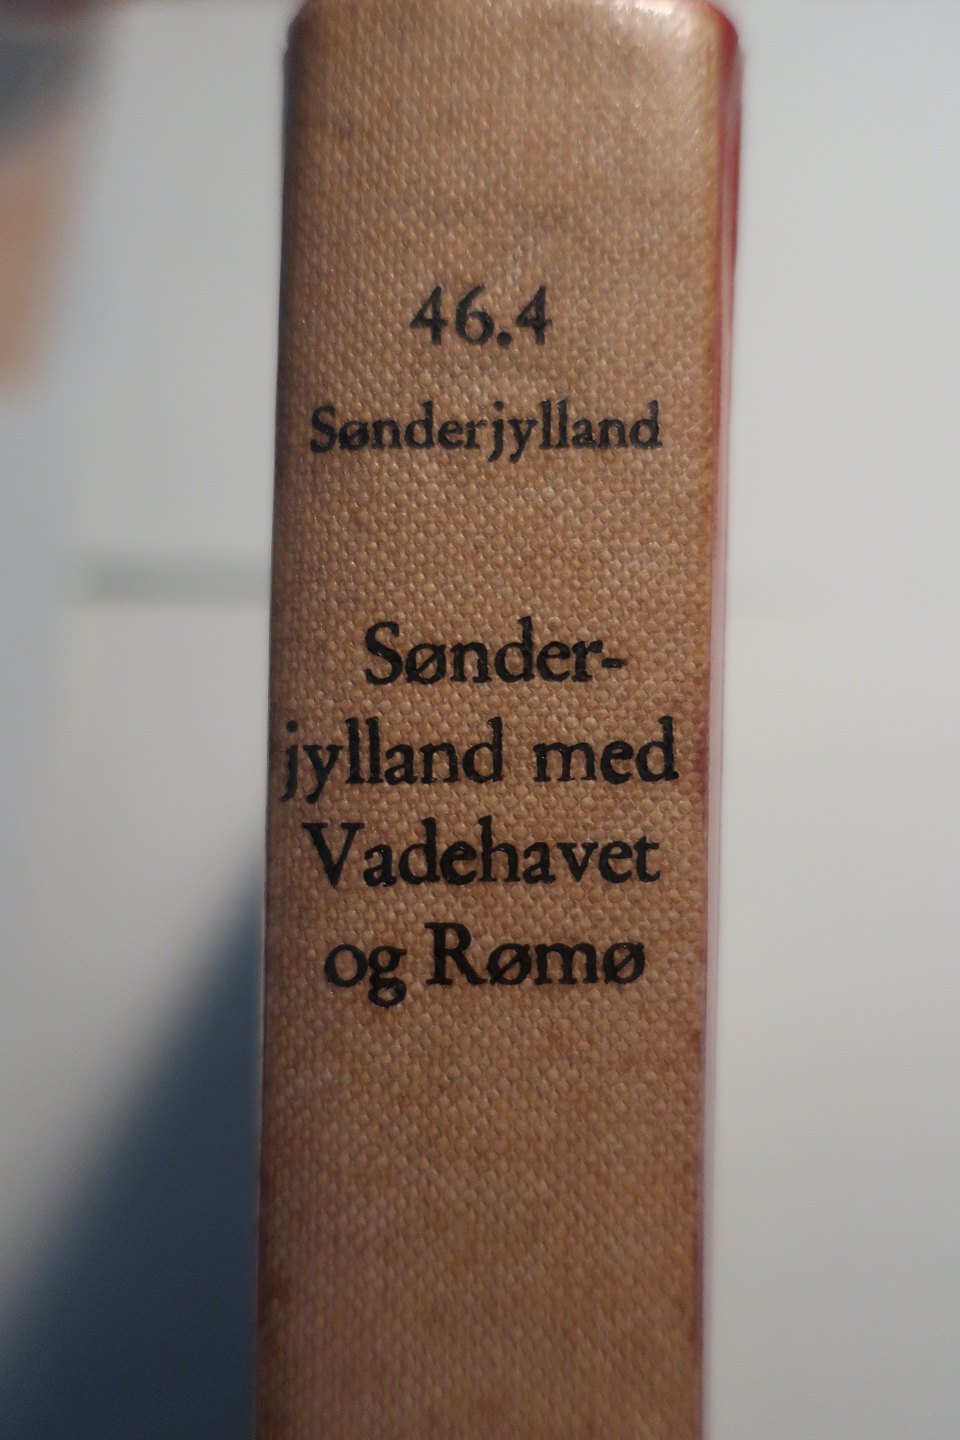 46.4
Sønderjylland
Sønder-
jylland med
Vadehavet
og Rømø